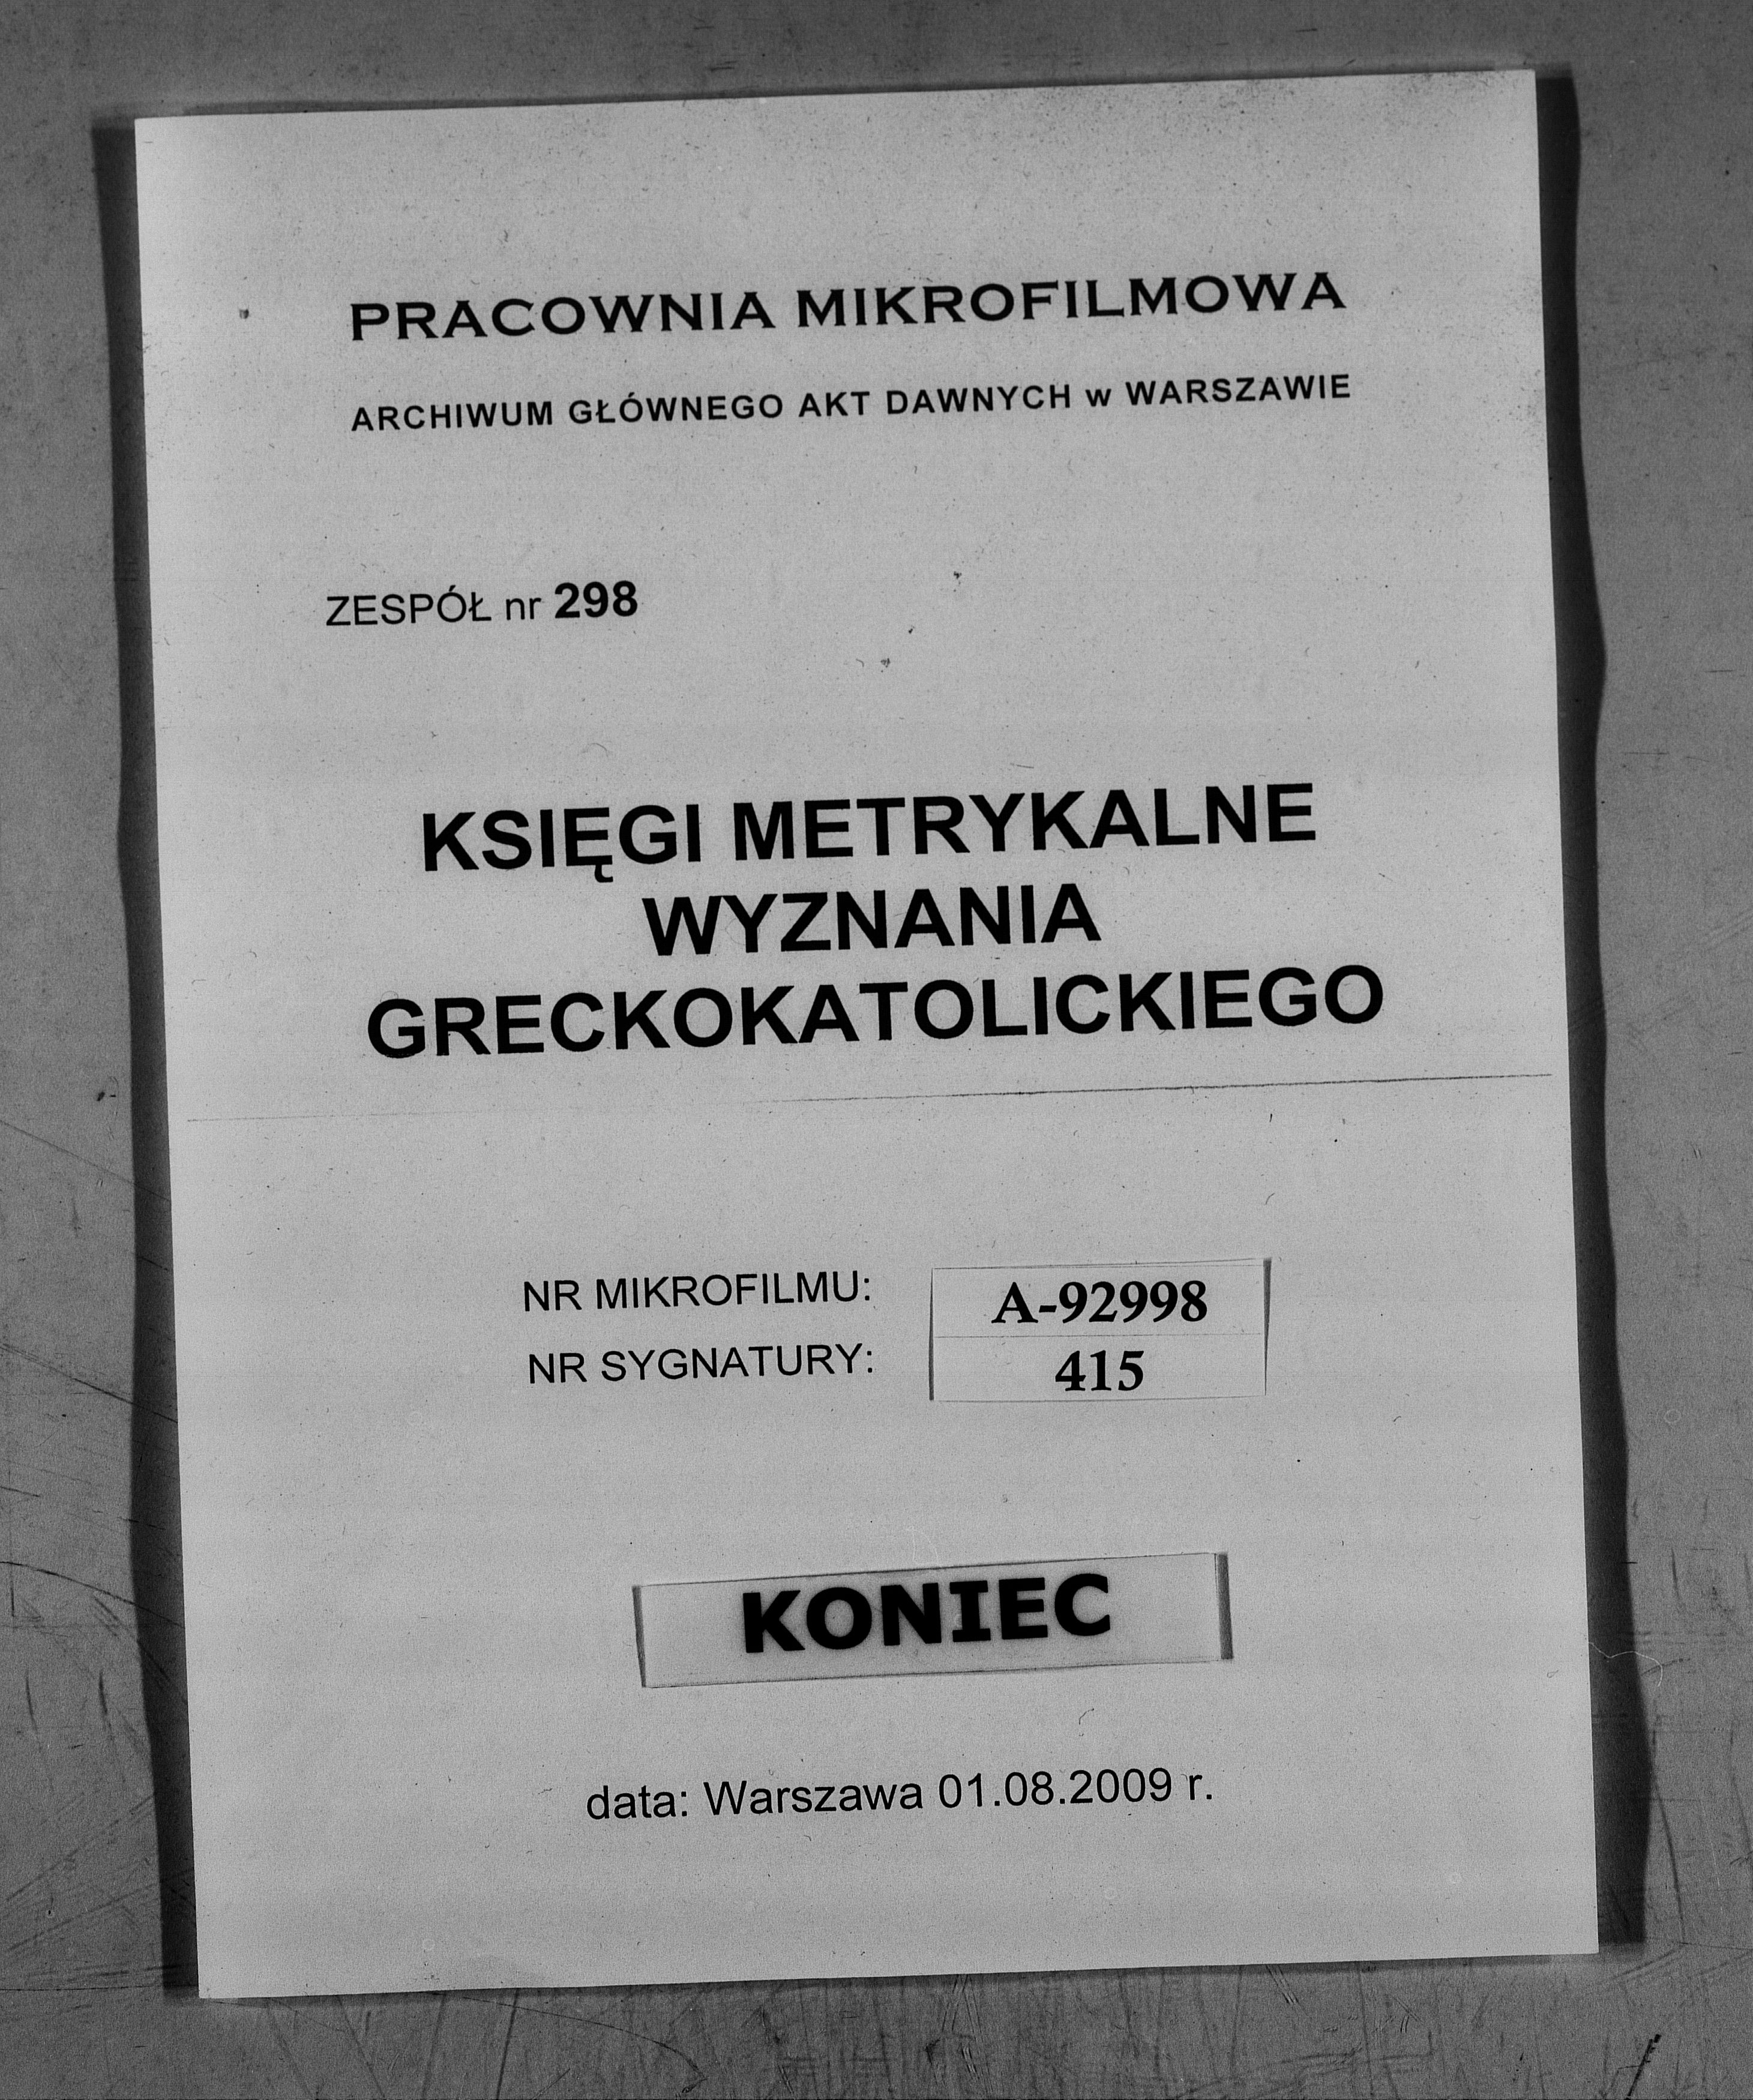 PRACOWNIA MIKROFILMOWA
ARCHIWUM GŁÓWNEGO AKT DAWNYCH w WARSZAWIE
ZESPÓŁ nr 298
KSIĘGI METRYKALNE
WYZNANIA
GRECKOKATOLICKIEGO
NR MIKROFILMU: A-92998
NR SYGNATURY: 415
KONIEC
data: Warszawa 01.08.2009 r.